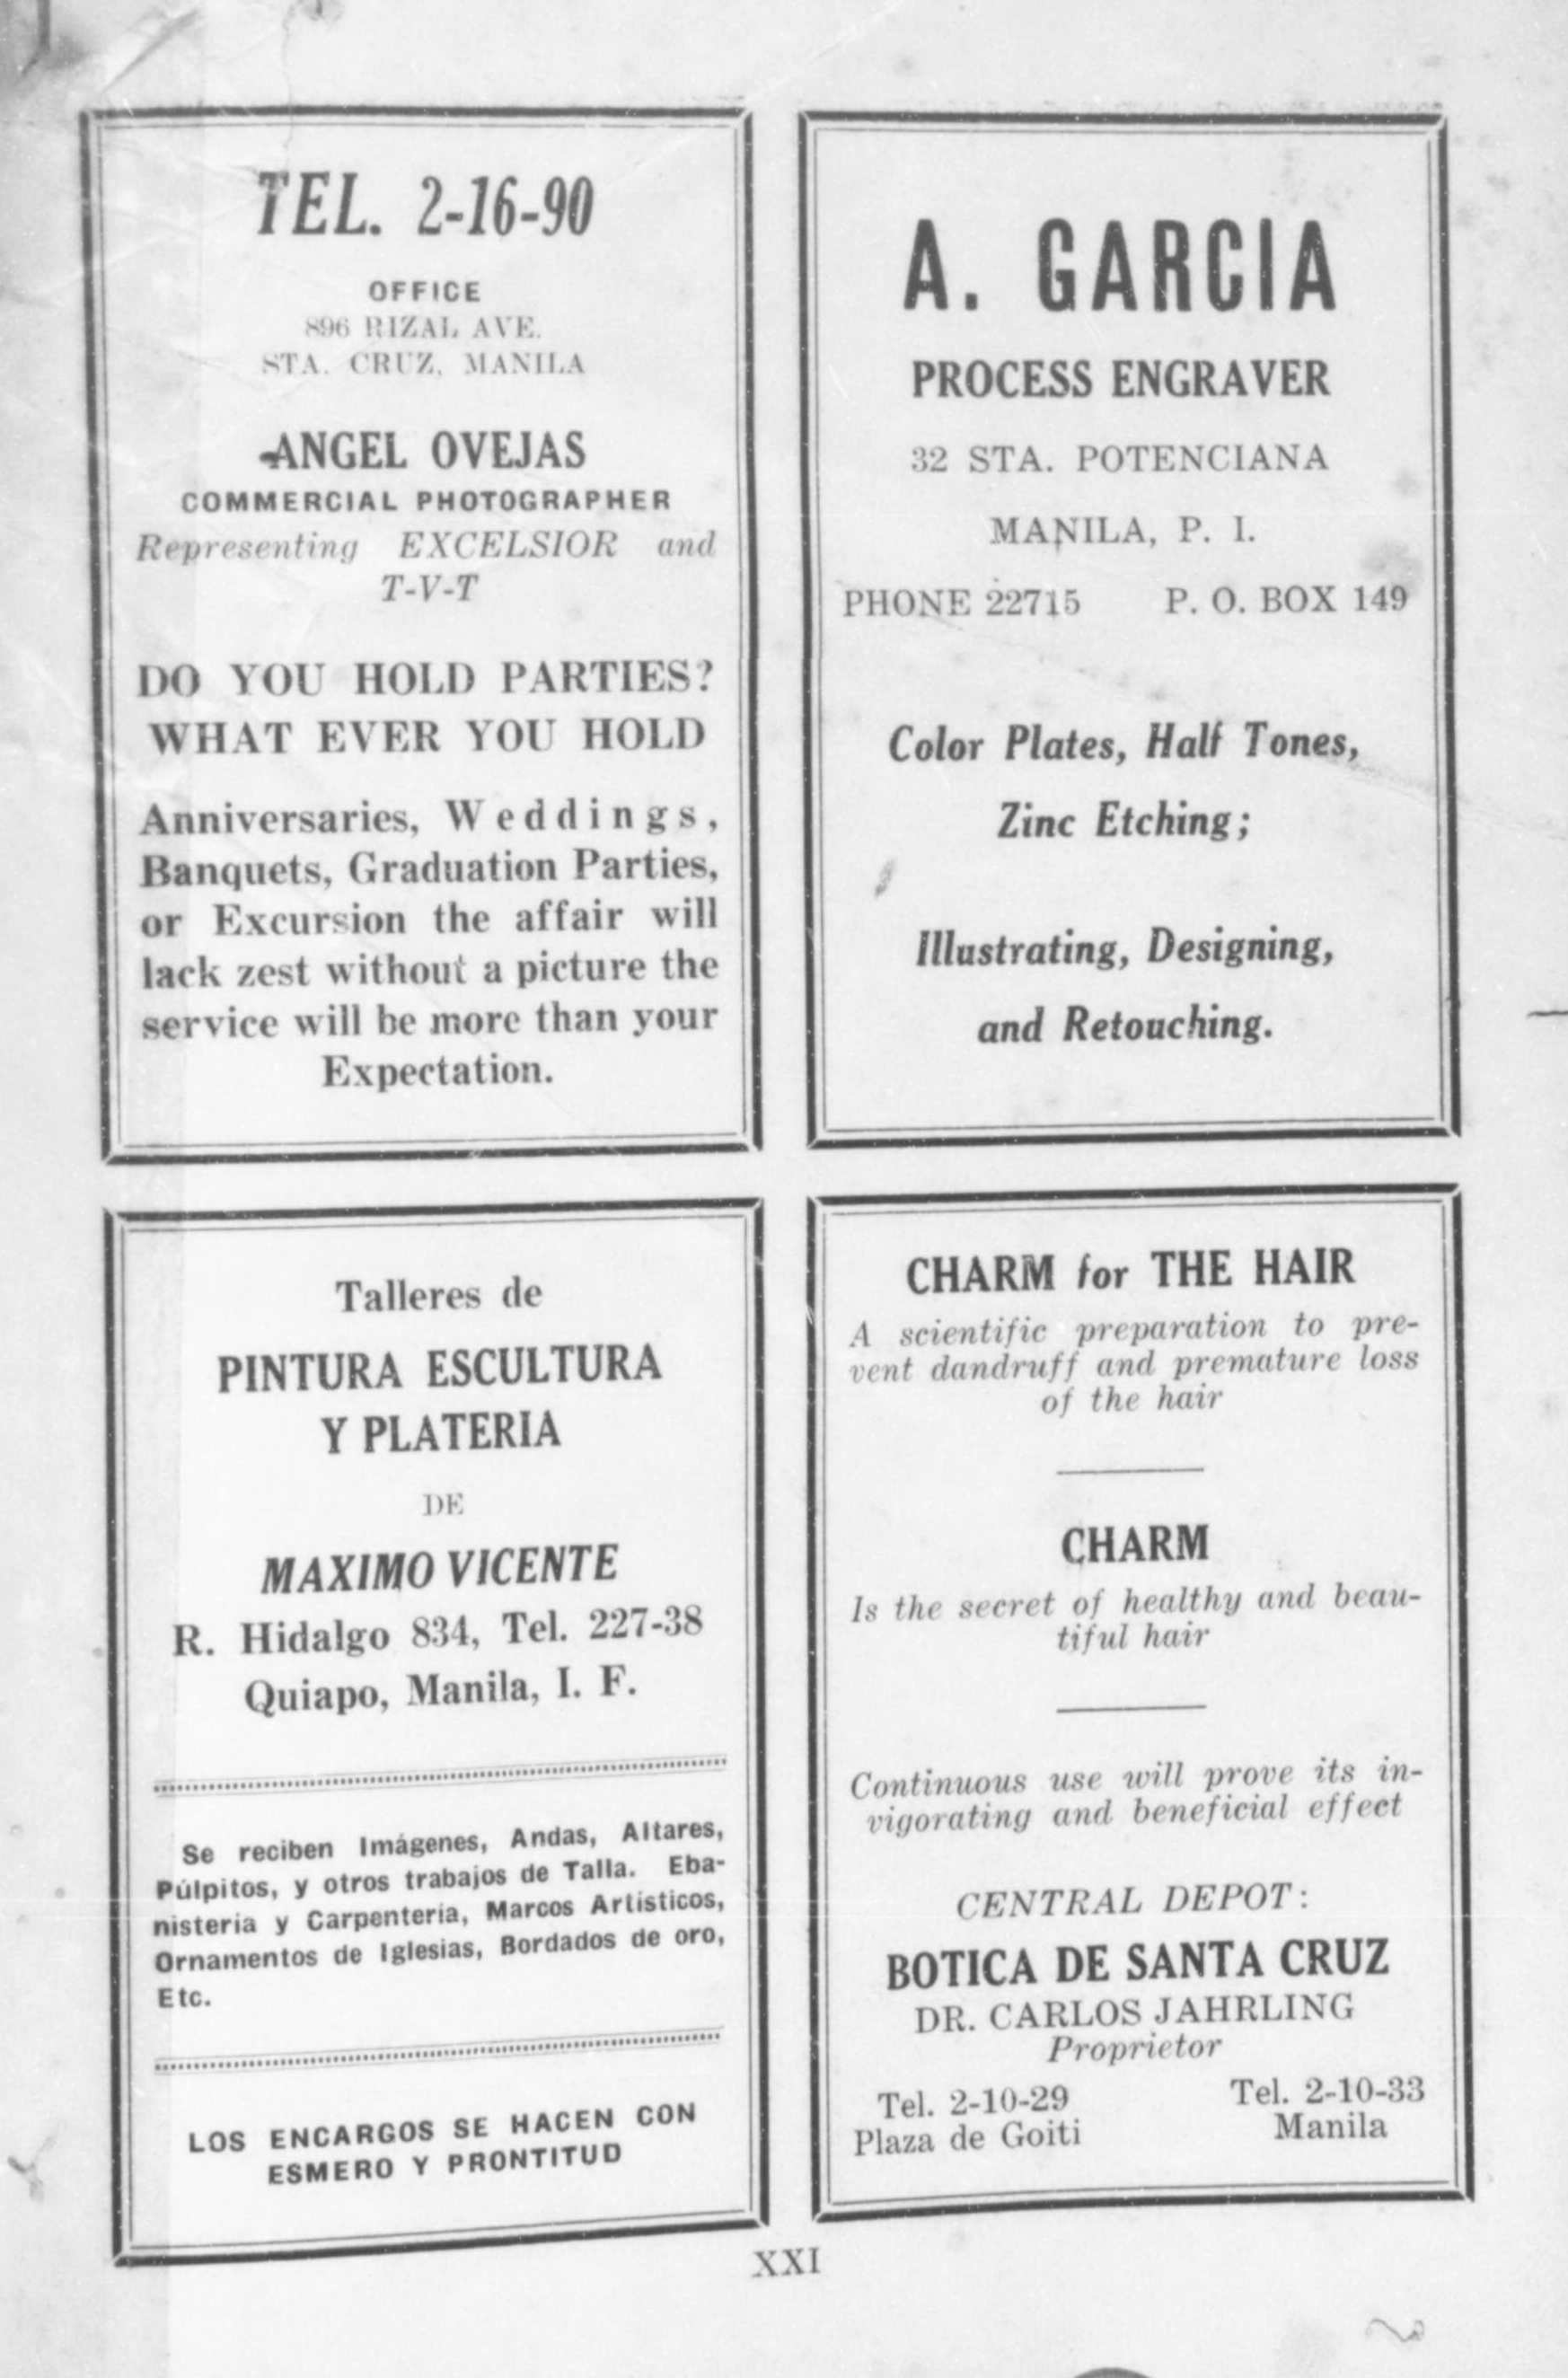 TEL. 2-16-90
OFFICE
896 RIZAL AVE.
STA. CRUZ, MANILA
ANGEL OVEJAS
COMMERCIAL PHOTOGRAPHER
Representing EXCELSIOR and
T-V-T
DO YOU HOLD PARTIES?
WHAT EVER YOU HOLD
Anniversaries, Weddings,
Banquets, Graduation Parties,
or Excursion the affair will
lack zest without a picture the
service will be more than your
Expectation.
A. GARCIA
PROCESS ENGRAVER
32 STA. POTENCIANA
MANILA, P. I.
PHONE 22715 P. O. BOX 149
Color Plates, Half Tones,
Zinc Etching;
Illustrating, Designing,
and Retouching.
Talleres de
PINTURA ESCULTURA
Y PLATERIA
DE
MAXIMO VICENTE
R. Hidalgo 834, Tel. 227-38
Quiapo, Manila, I. F.
Se reciben Imágenes, Andas, Altares,
Púlpitos, y otros trabajos de Talla. Eba-
nistería y Carpentería, Marcos Artísticos,
Ornamentos de Iglesias, Bordados de oro,
Etc.
LOS ENCARGOS SE HACEN CON
ESMERO Y PRONTITUD
CHARM for THE HAIR
A scientific preparation to pre-
vent dandruff and premature loss
of the hair
CHARM
Is the secret of healthy and beau-
tiful hair
Continuous use will prove its in-
vigorating and beneficial effect
CENTRAL DEPOT:
BOTICA DE SANTA CRUZ
DR. CARLOS JAHRLING
Proprietor
Tel. 2-10-29 Tel. 2-10-33
Plaza de Goiti Manila
XXI